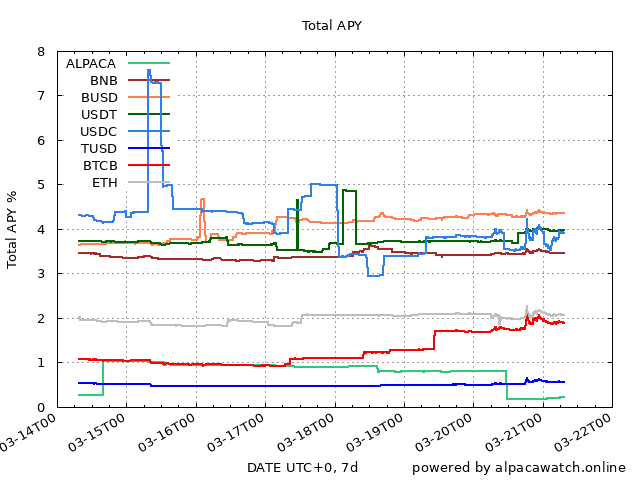 Total APY
8
7
6
5
4
3
2
1
0
Total APY %
ALPACA
BNB
BUSD
USDT
USDC
TUSD
BTCB
ETH
03-14T00
03-15T00
03-16T00
03-17T00
03-18T00
03-19T00
03-20T00
03-21T00
03-22T00
DATE UTC+0, 7d
powered by alpacawatch.online